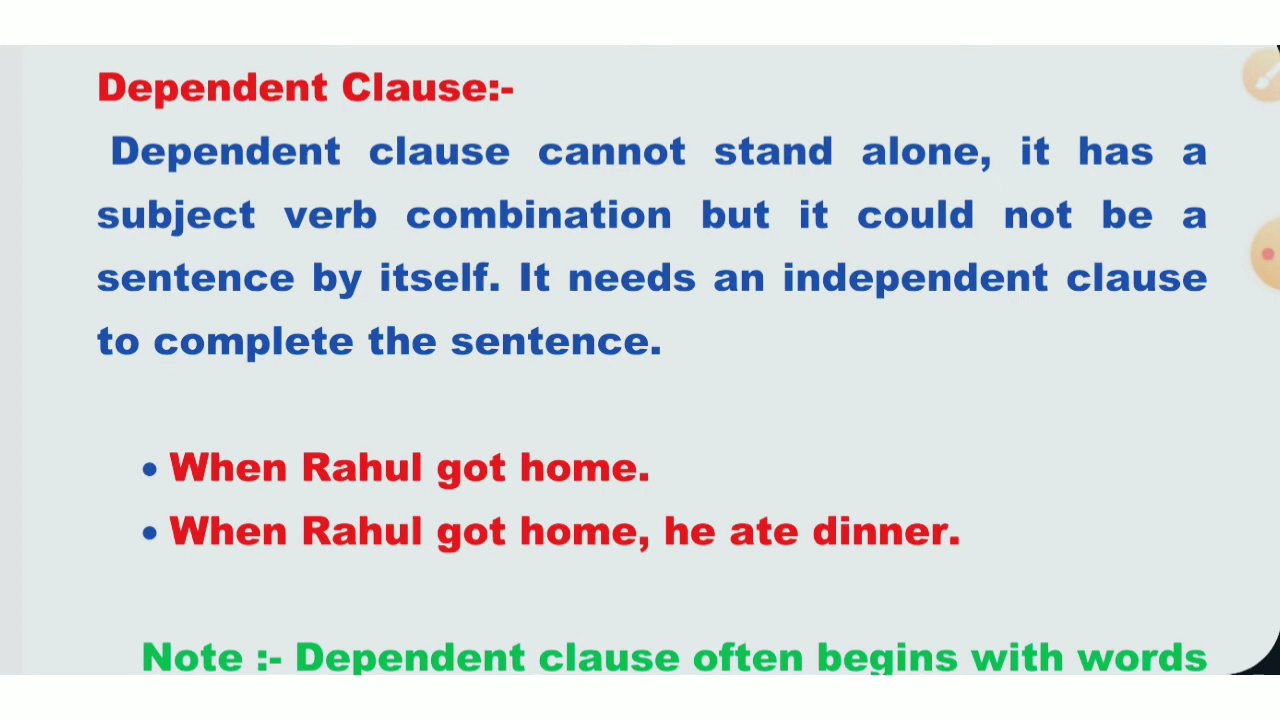 Dependent Clause:-
Dependent clause cannot stand alone, it has a
subject verb combination but it could not be a
sentence by itself. It needs an independent clause
to complete the sentence.
• When Rahul got home.
• When Rahul got home, he ate dinner.
Note :- Dependent clause often begins with words